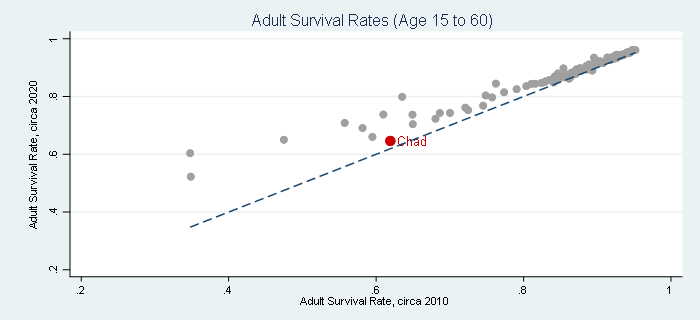 Adult Survival Rates (Age 15 to 60)
Adult Survival Rate, circa 2020
1
.8
.6
.4
.2
Chad
.2 .4 .6 .8 1
Adult Survival Rate, circa 2010